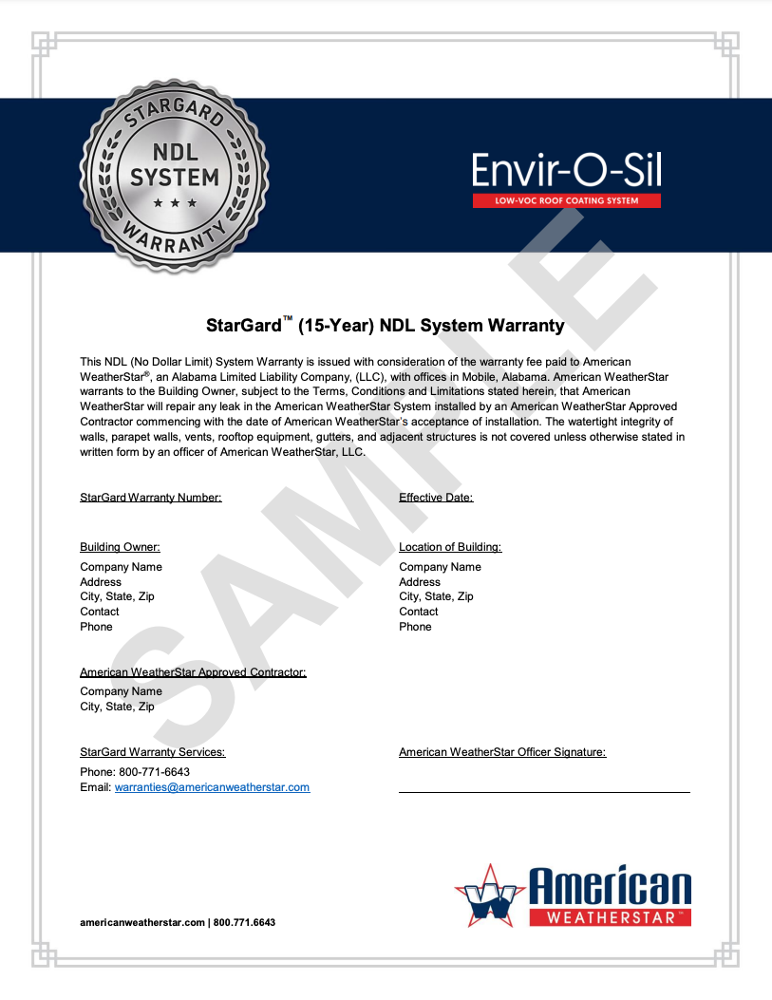 STARGARD
NDL
SYSTEM
WARRANTY
Envir-O-Sil
LOW-VOC ROOF COATING SYSTEM
SAMPLE
StarGard™ (15-Year) NDL System Warranty
This NDL (No Dollar Limit) System Warranty is issued with consideration of the warranty fee paid to American
WeatherStar®, an Alabama Limited Liability Company, (LLC), with offices in Mobile, Alabama. American WeatherStar
warrants to the Building Owner, subject to the Terms, Conditions and Limitations stated herein, that American
WeatherStar will repair any leak in the American WeatherStar System installed by an American WeatherStar Approved
Contractor commencing with the date of American WeatherStar's acceptance of installation. The watertight integrity of
walls, parapet walls, vents, rooftop equipment, gutters, and adjacent structures is not covered unless otherwise stated in
written form by an officer of American WeatherStar, LLC.
StarGard Warranty Number:
Effective Date:
Building Owner:
Company Name
Address
City, State, Zip
Contact
Phone
Location of Building:
Company Name
Address
City, State, Zip
Contact
Phone
American WeatherStar Approved Contractor:
Company Name
City, State, Zip
StarGard Warranty Services:
Phone: 800-771-6643
Email: warranties@americanweatherstar.com
American WeatherStar Officer Signature:
americanweatherstar.com | 800.771.6643
W
American
WEATHERSTAR™